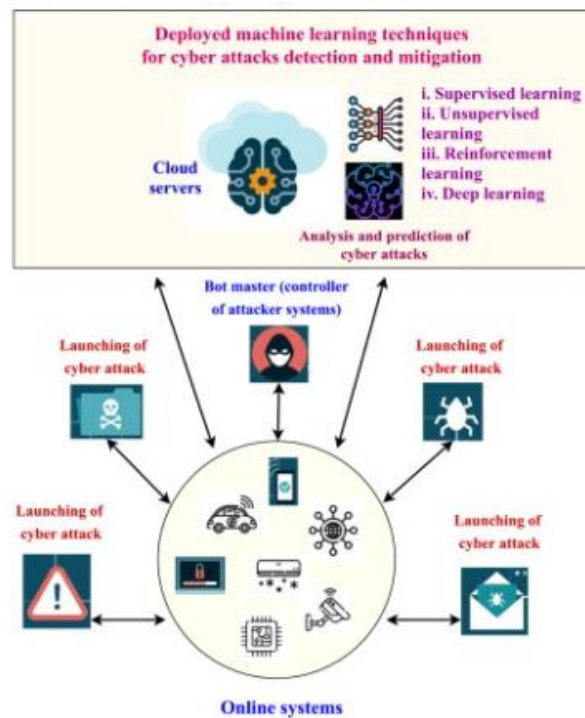 Deployed machine learning techniques
for cyber attacks detection and mitigation
i. Supervised learning
ii. Unsupervised
learning
iii. Reinforcement
learning
iv. Deep learning
Cloud
servers
Analysis and prediction of
cyber attacks
Bot master (controller
of attacker systems)
Launching of
cyber attack
Launching of
cyber attack
Launching of
cyber attack
Launching of
cyber attack
Online systems